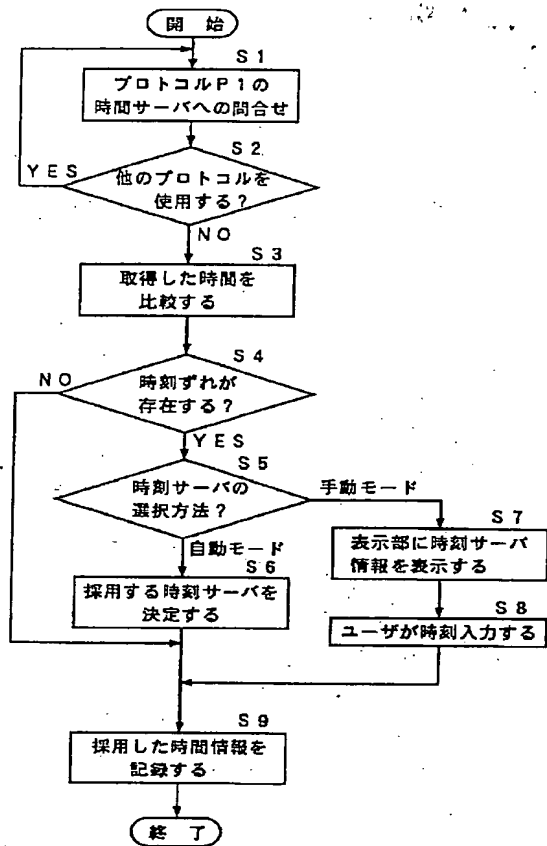 開 始
S1
プロトコルP1の
時間サーバへの問合せ
S2
YES
他のプロトコルを
使用する?
NO
S3
取得した時間を
比較する
S4
NO
時刻ずれが
存在する?
YES
S5
時刻サーバの
選択方法?
手動モード
自動モード
S6
採用する時刻サーバを
決定する
S7
表示部に時刻サーバ
情報を表示する
S8
ユーザが時刻入力する
S9
採用した時間情報を
記録する
終 了